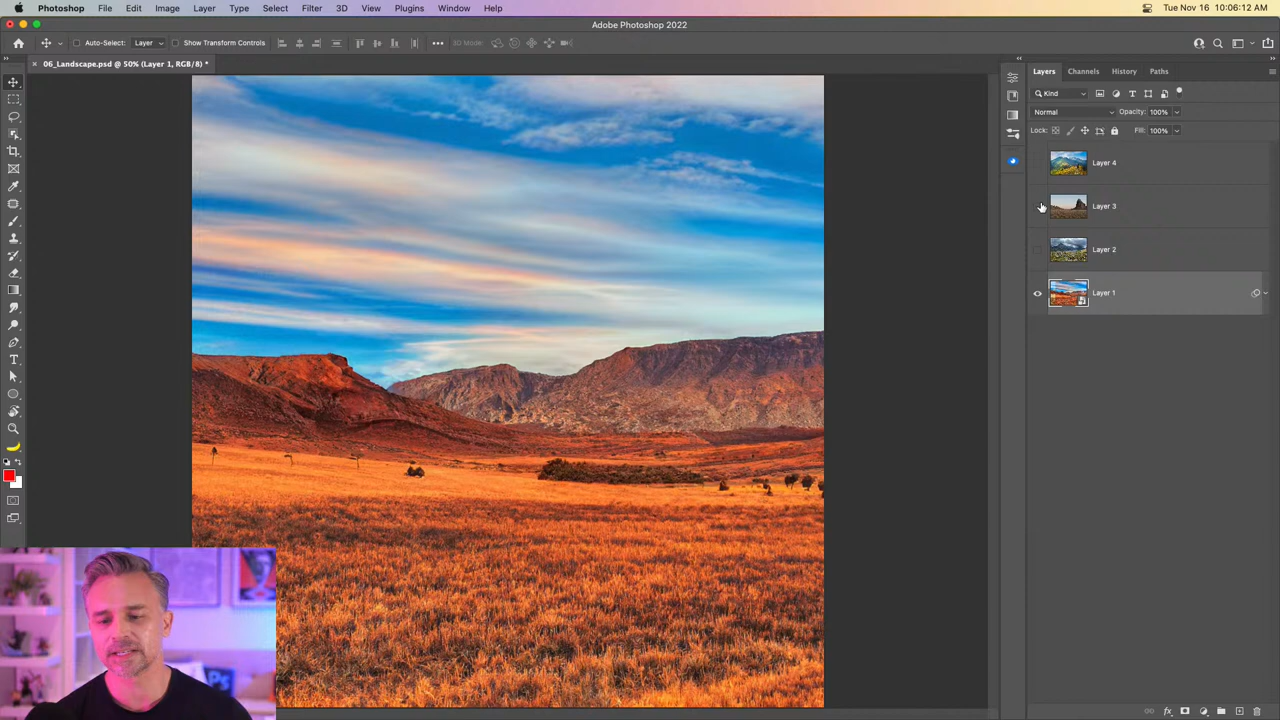 Photoshop File Edit Image Layer Type Select Filter 3D View Plugins Window Help Tue Nov 16 10:06:12 AM
Adobe Photoshop 2022
Auto-Select: Layer Show Transform Controls 3D Mode:
06_Landscape.psd @ 50% (Layer 1, RGB/8) *
Layers Channels History Paths
Kind
Normal Opacity: 100%
Lock: Fill: 100%
Layer 4
Layer 3
Layer 2
Layer 1